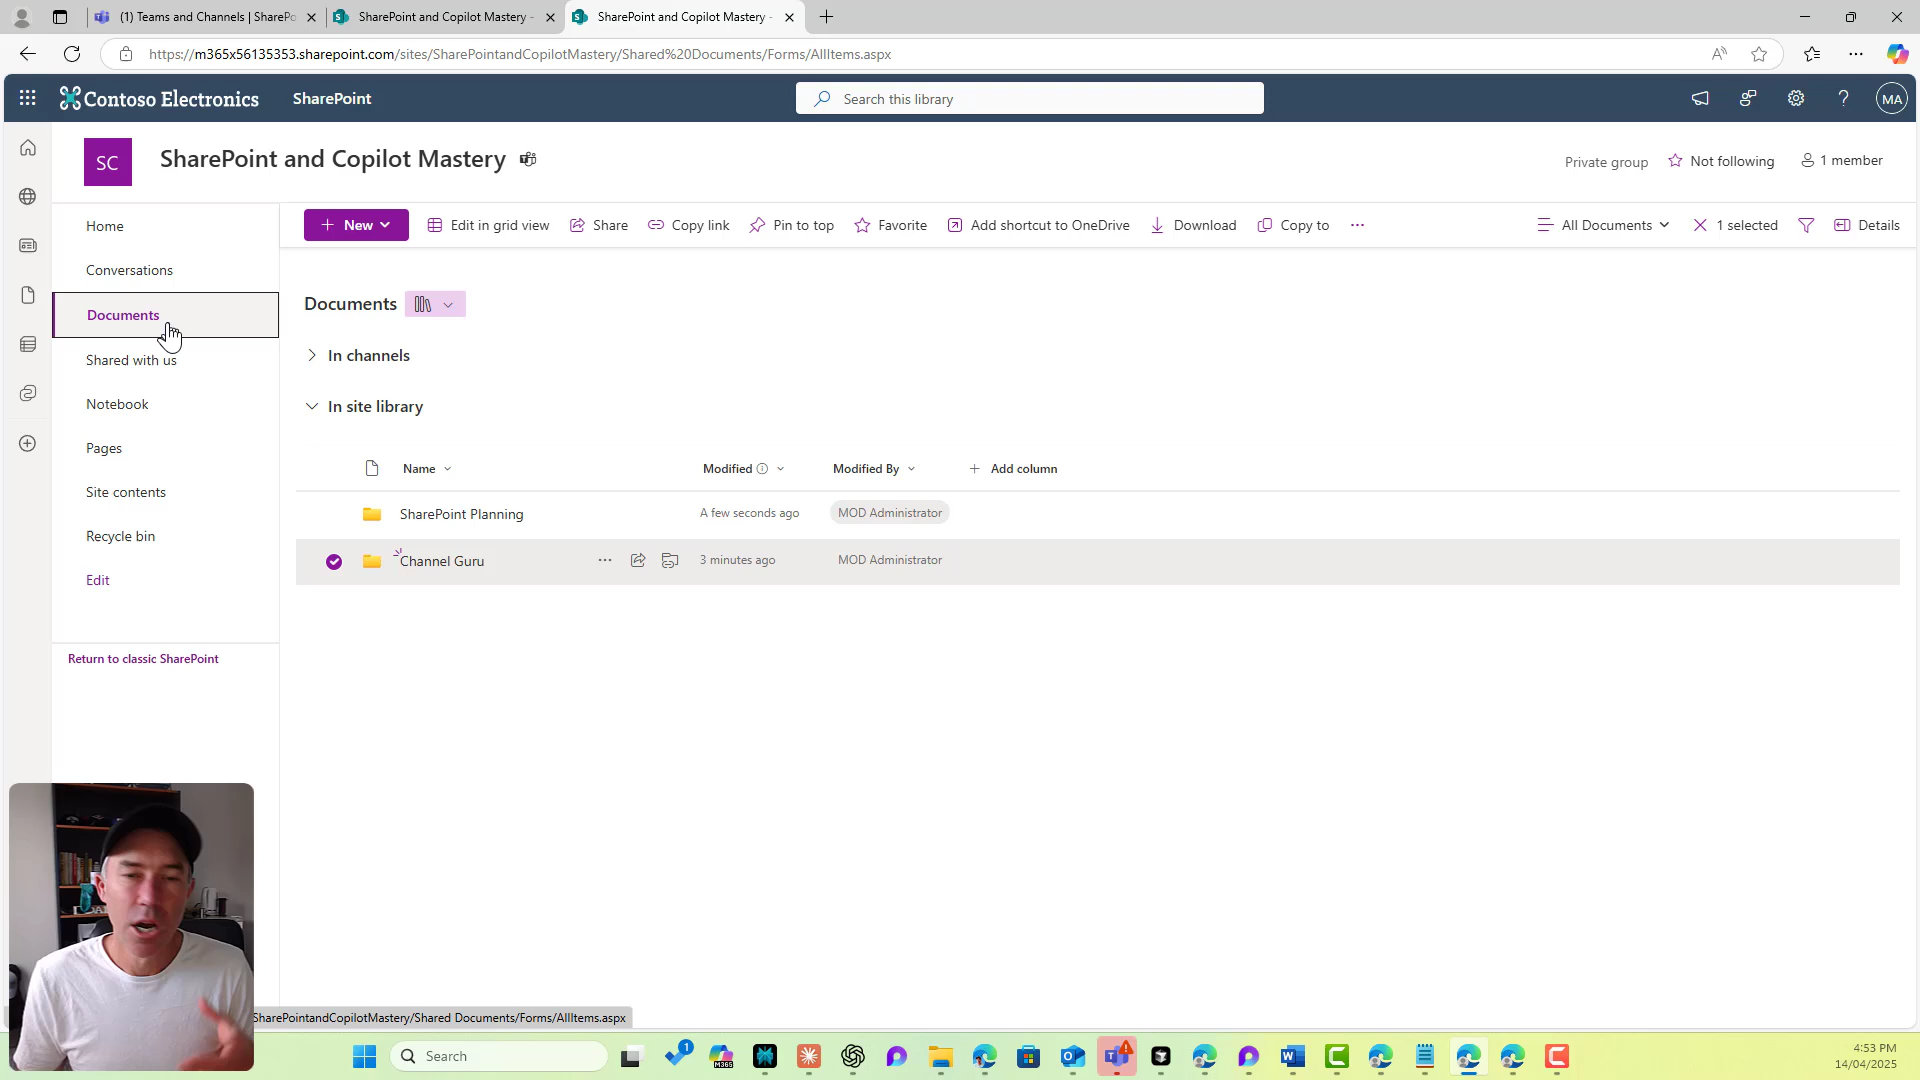 (1) Teams and Channels | SharePo
SharePoint and Copilot Mastery -
SharePoint and Copilot Mastery -
https://m365x56135353.sharepoint.com/sites/SharePointandCopilotMastery/Shared%20Documents/Forms/AllItems.aspx
Contoso Electronics
SharePoint
Search this library
MA
SC
SharePoint and Copilot Mastery
Private group
Not following
1 member
Home
Conversations
Documents
Shared with us
Notebook
Pages
Site contents
Recycle bin
Edit
Return to classic SharePoint
New
Edit in grid view
Share
Copy link
Pin to top
Favorite
Add shortcut to OneDrive
Download
Copy to
All Documents
1 selected
Details
Documents
In channels
In site library
Name
Modified
Modified By
Add column
SharePoint Planning
A few seconds ago
MOD Administrator
Channel Guru
3 minutes ago
MOD Administrator
SharePointandCopilotMastery/Shared Documents/Forms/AllItems.aspx
Search
1
M365
4:53 PM
14/04/2025